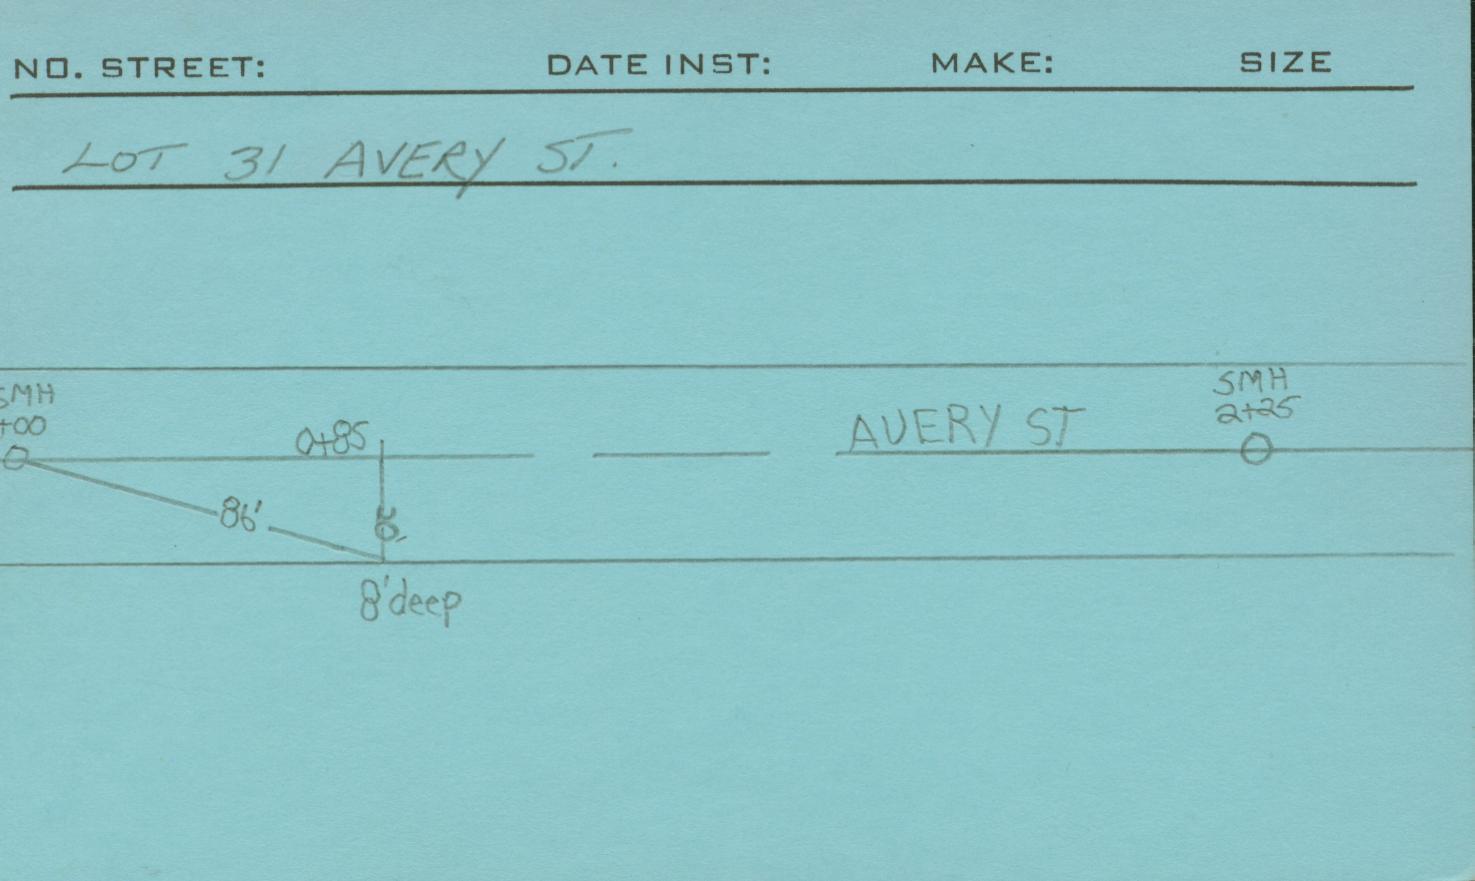 NO. STREET: DATE INST: MAKE: SIZE
LOT 31 AVERY ST.
SMH
+00
SMH
2+25
0+85
AVERY ST
86'
8'deep